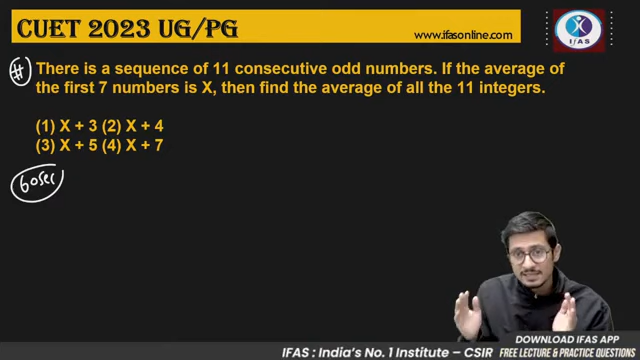 CUET 2023 UG/PG
www.ifasonline.com
IFAS
# There is a sequence of 11 consecutive odd numbers. If the average of
the first 7 numbers is X, then find the average of all the 11 integers.
(1) X + 3 (2) X + 4
(3) X + 5 (4) X + 7
60sec
DOWNLOAD IFAS APP
IFAS : India's No. 1 Institute - CSIR FREE LECTURE & PRACTICE QUESTIONS